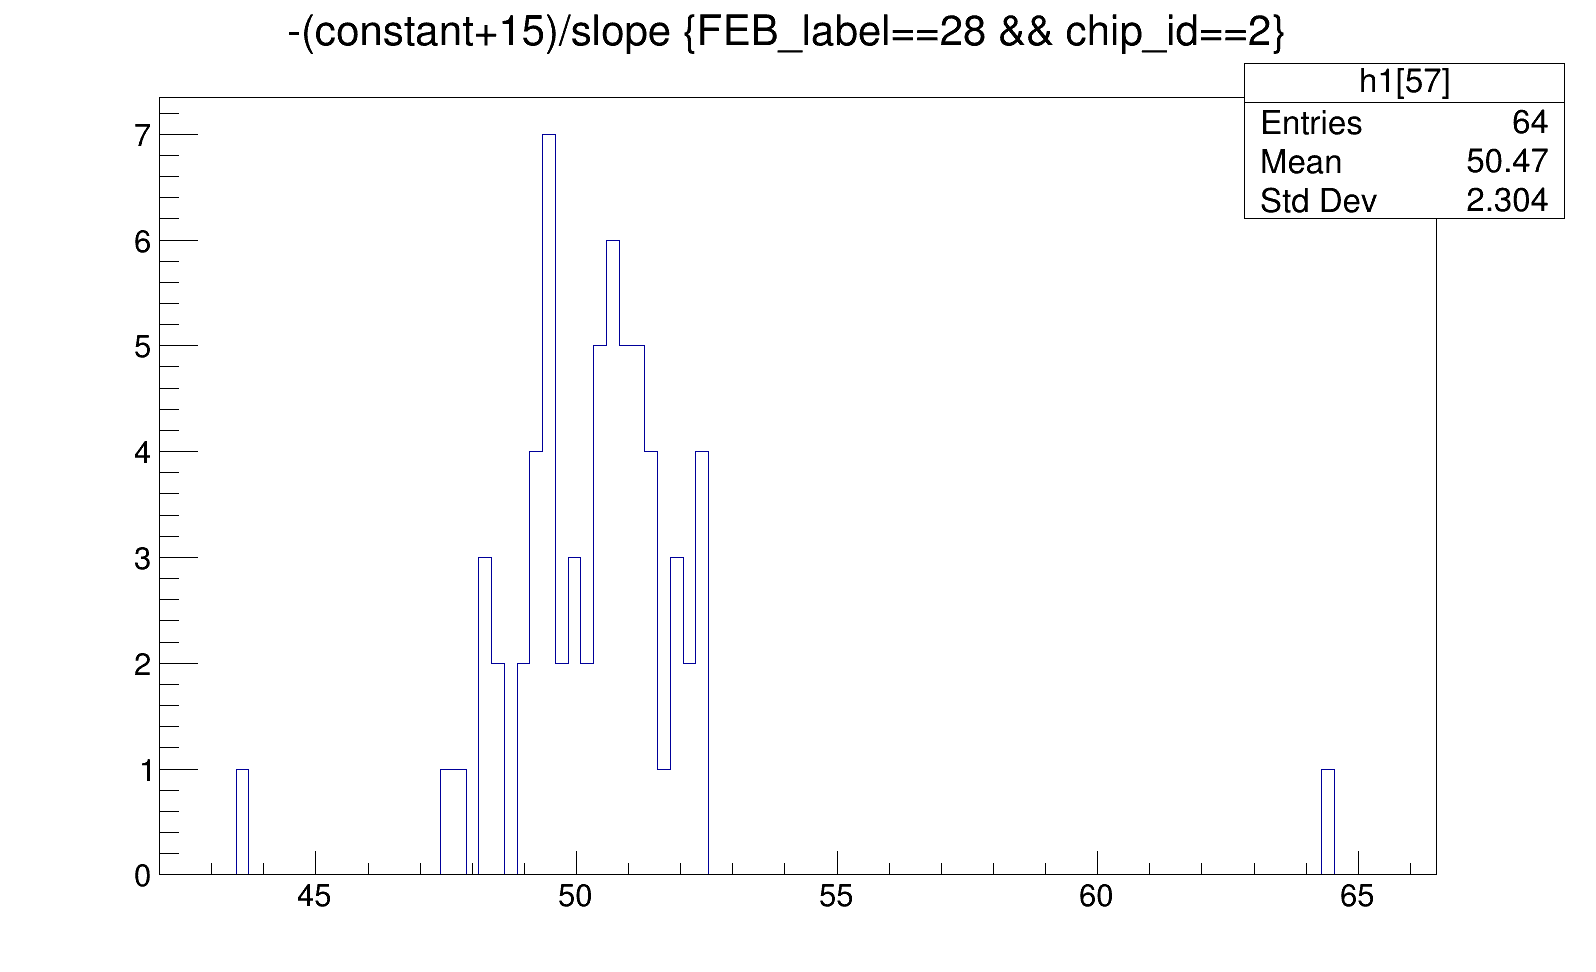 -(constant+15)/slope {FEB_label==28 && chip_id==2}
h1[57]
Entries 64
Mean 50.47
Std Dev 2.304
7
6
5
4
3
2
1
0
45 50 55 60 65